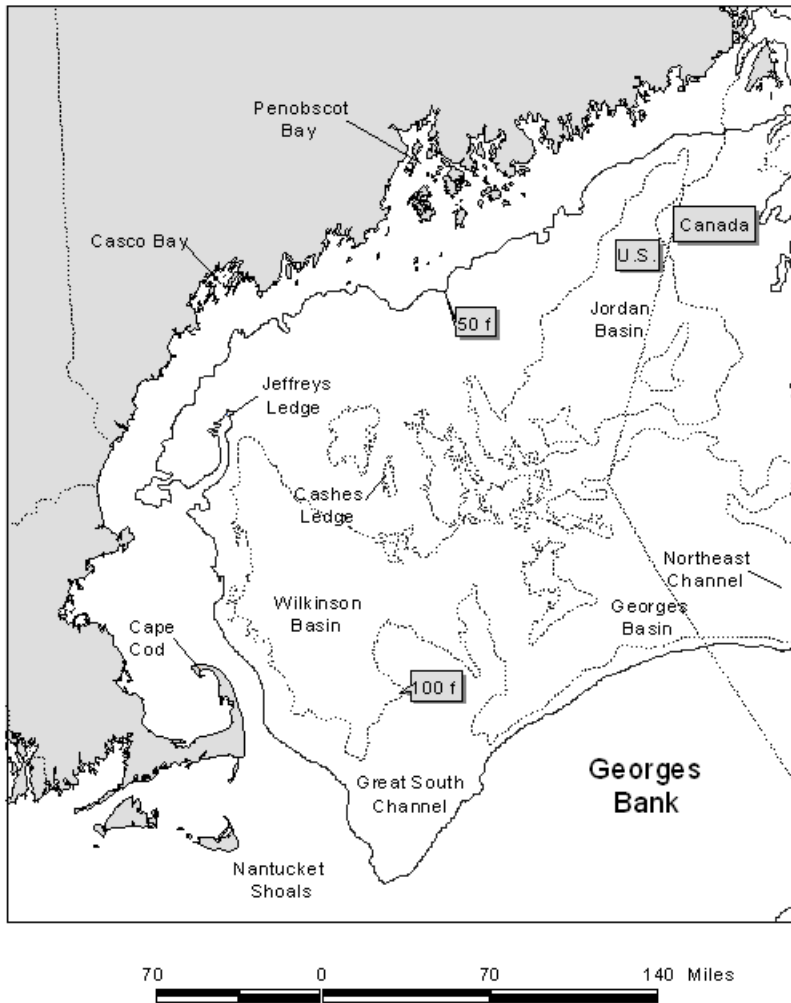 Penobscot
Bay
Casco Bay
Canada
U.S.
Jordan
Basin
50 f
Jeffreys
Ledge
Cashes
Ledge
Northeast
Channel
Wilkinson
Basin
Georges
Basin
Cape
Cod
100 f
Georges
Bank
Great South
Channel
Nantucket
Shoals
70 0 70 140 Miles